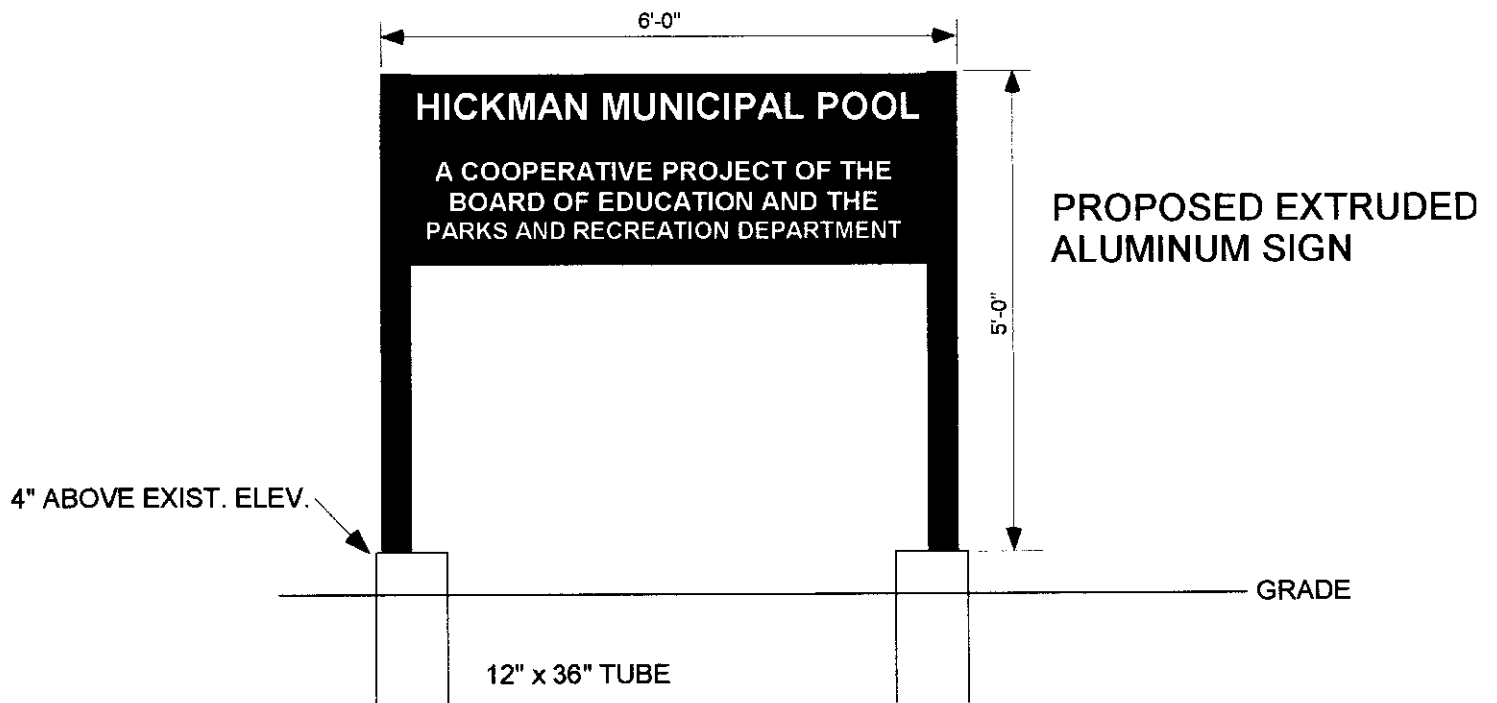 6'-0"
HICKMAN MUNICIPAL POOL
A COOPERATIVE PROJECT OF THE
BOARD OF EDUCATION AND THE
PARKS AND RECREATION DEPARTMENT
PROPOSED EXTRUDED
ALUMINUM SIGN
5'-0"
4" ABOVE EXIST. ELEV.
GRADE
12" x 36" TUBE